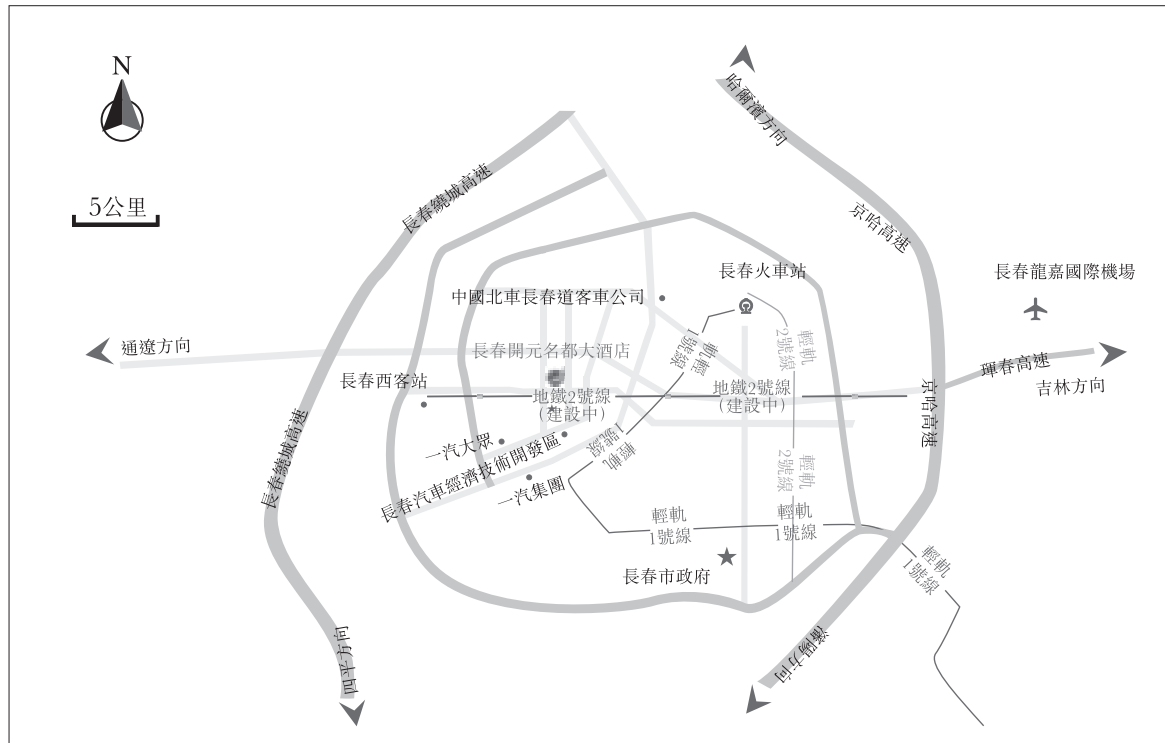 N
5公里
哈爾濱方向
長春繞城高速
京哈高速
長春火車站
長春龍嘉國際機場
中國北車長春道客車公司
輕軌
1號線
輕軌
2號線
通遼方向
長春開元名都大酒店
琿春高速
吉林方向
長春西客站
地鐵2號線
(建設中)
地鐵2號線
(建設中)
京哈高速
一汽大眾
輕軌
1號線
輕軌
2號線
長春繞城高速
長春汽車經濟技術開發區
一汽集團
輕軌
1號線
輕軌
1號線
長春市政府
輕軌
1號線
四平方向
瀋陽方向